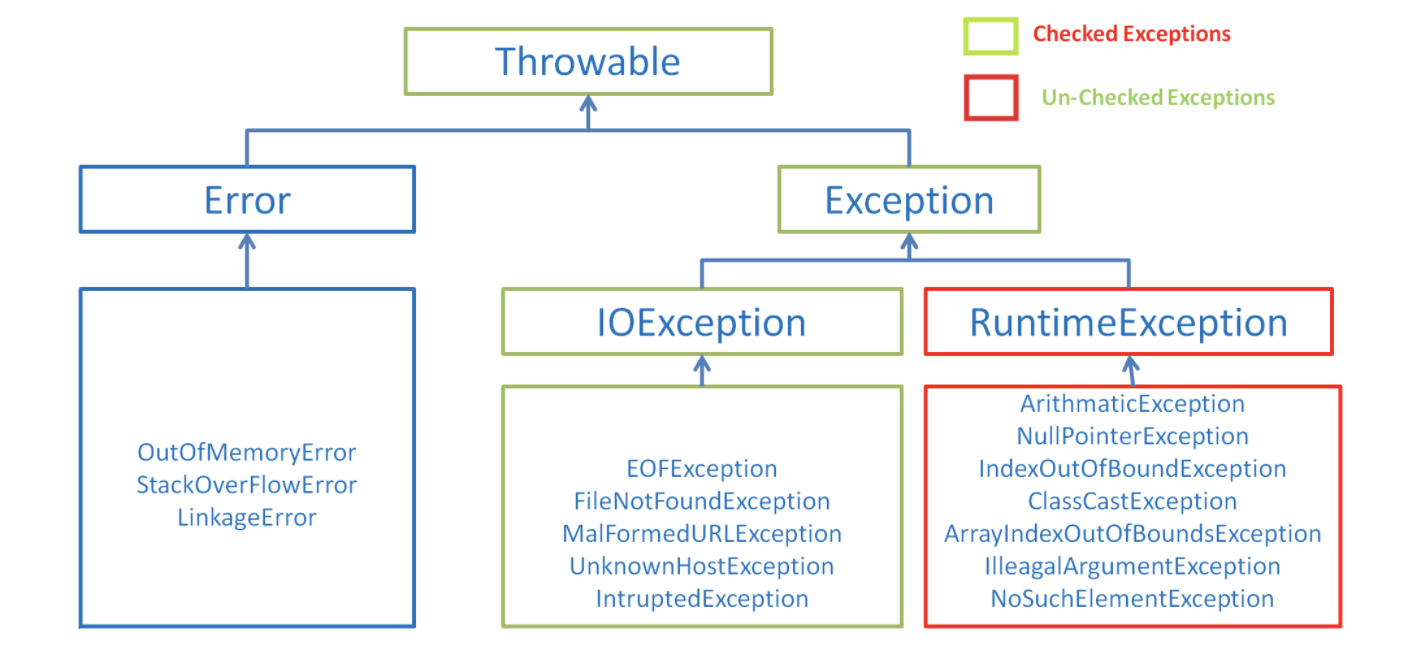 Throwable
Checked Exceptions
Un-Checked Exceptions
Error
Exception
IOException
RuntimeException
OutOfMemoryError
StackOverFlowError
LinkageError
EOFException
FileNotFoundException
MalFormedURLException
UnknownHostException
IntruptedException
ArithmaticException
NullPointerException
IndexOutOfBoundException
ClassCastException
ArrayIndexOutOfBoundsException
IlleagalArgumentException
NoSuchElementException